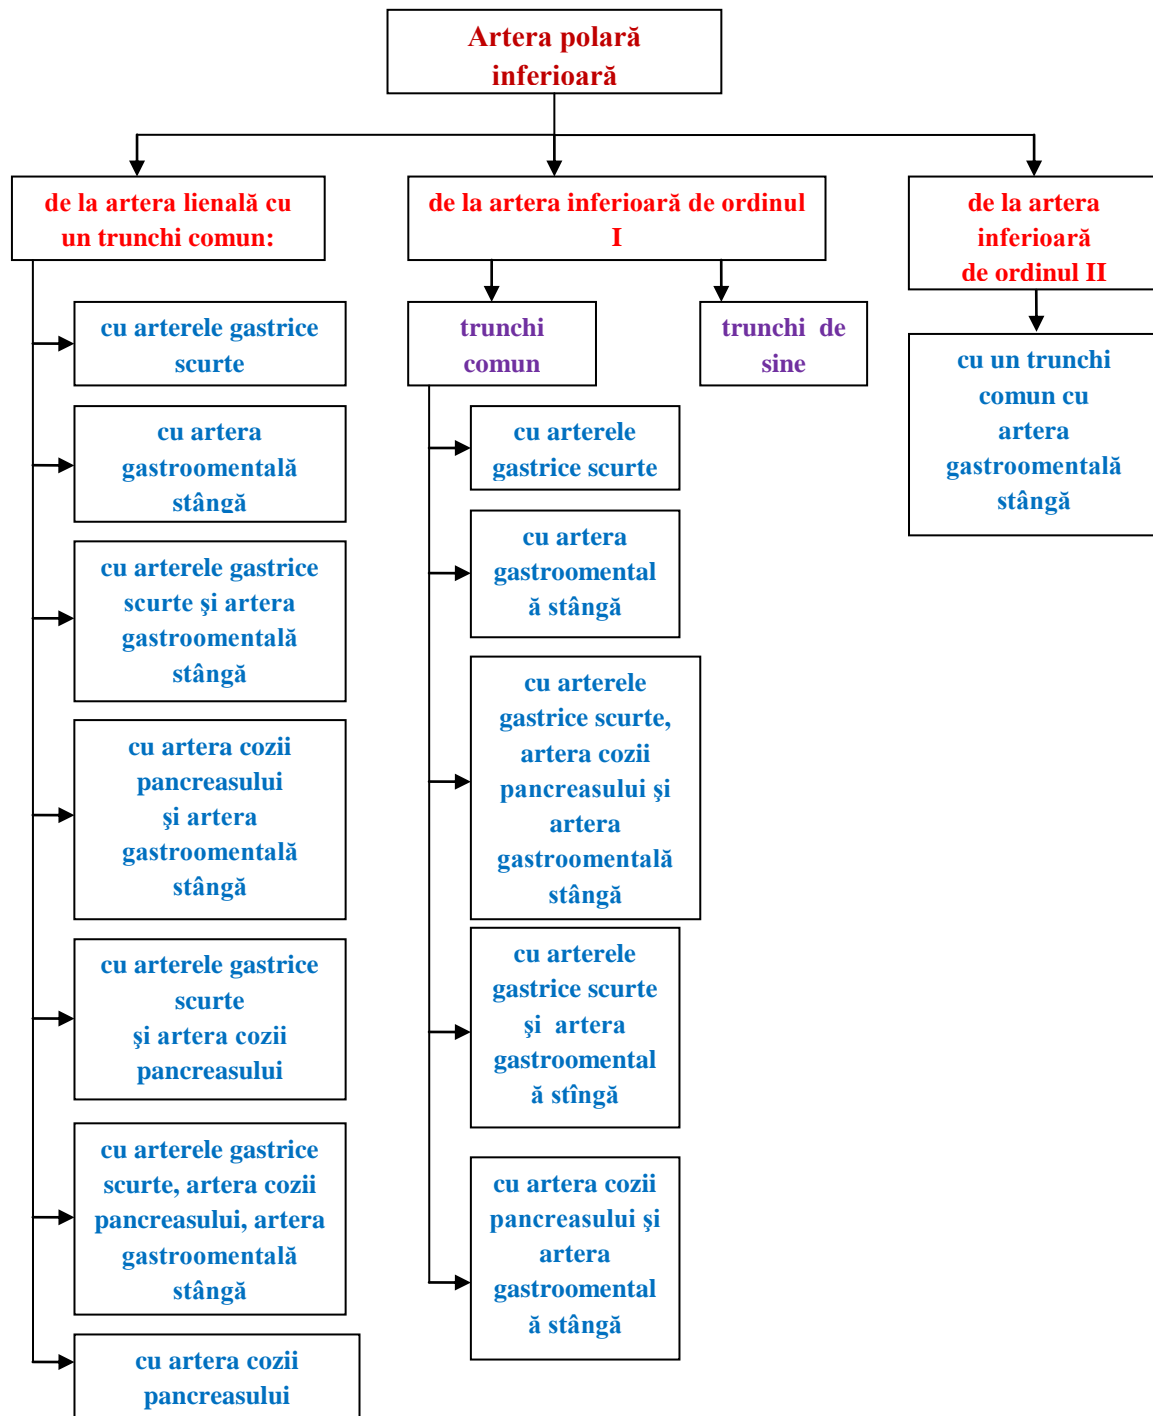 Artera polară
inferioară
de la artera lienală cu
un trunchi comun:
cu arterele gastrice
scurte
cu artera
gastroomentală
stângă
cu arterele gastrice
scurte şi artera
gastroomentală
stângă
cu artera cozii
pancreasului
şi artera
gastroomentală
stângă
cu arterele gastrice
scurte
şi artera cozii
pancreasului
cu arterele gastrice
scurte, artera cozii
pancreasului, artera
gastroomentală
stângă
cu artera cozii
pancreasului
de la artera inferioară de ordinul
I
trunchi
comun
cu arterele
gastrice scurte
cu artera
gastroomental
ă stângă
cu arterele
gastrice scurte,
artera cozii
pancreasului şi
artera
gastroomentală
stângă
cu arterele
gastrice scurte
şi artera
gastroomental
ă stîngă
cu artera cozii
pancreasului şi
artera
gastroomental
ă stângă
trunchi de
sine
de la artera
inferioară
de ordinul II
cu un trunchi
comun cu
artera
gastroomentală
stângă